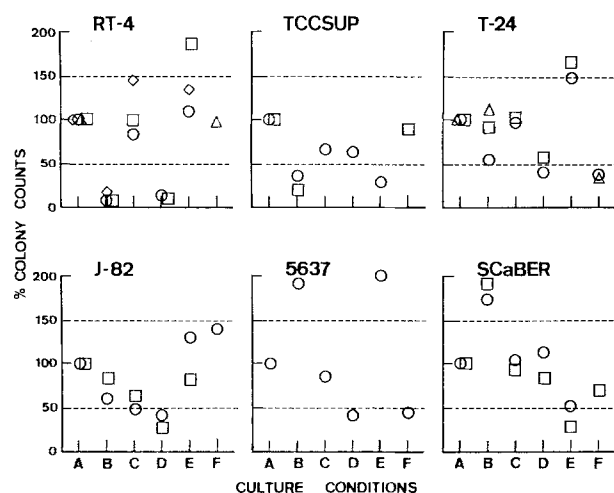 RT-4 TCCSUP T-24
200
150
100
50
0
% COLONY COUNTS
J-82 5637 SCaBER
200
150
100
50
0
A B C D E F A B C D E F A B C D E F
CULTURE CONDITIONS